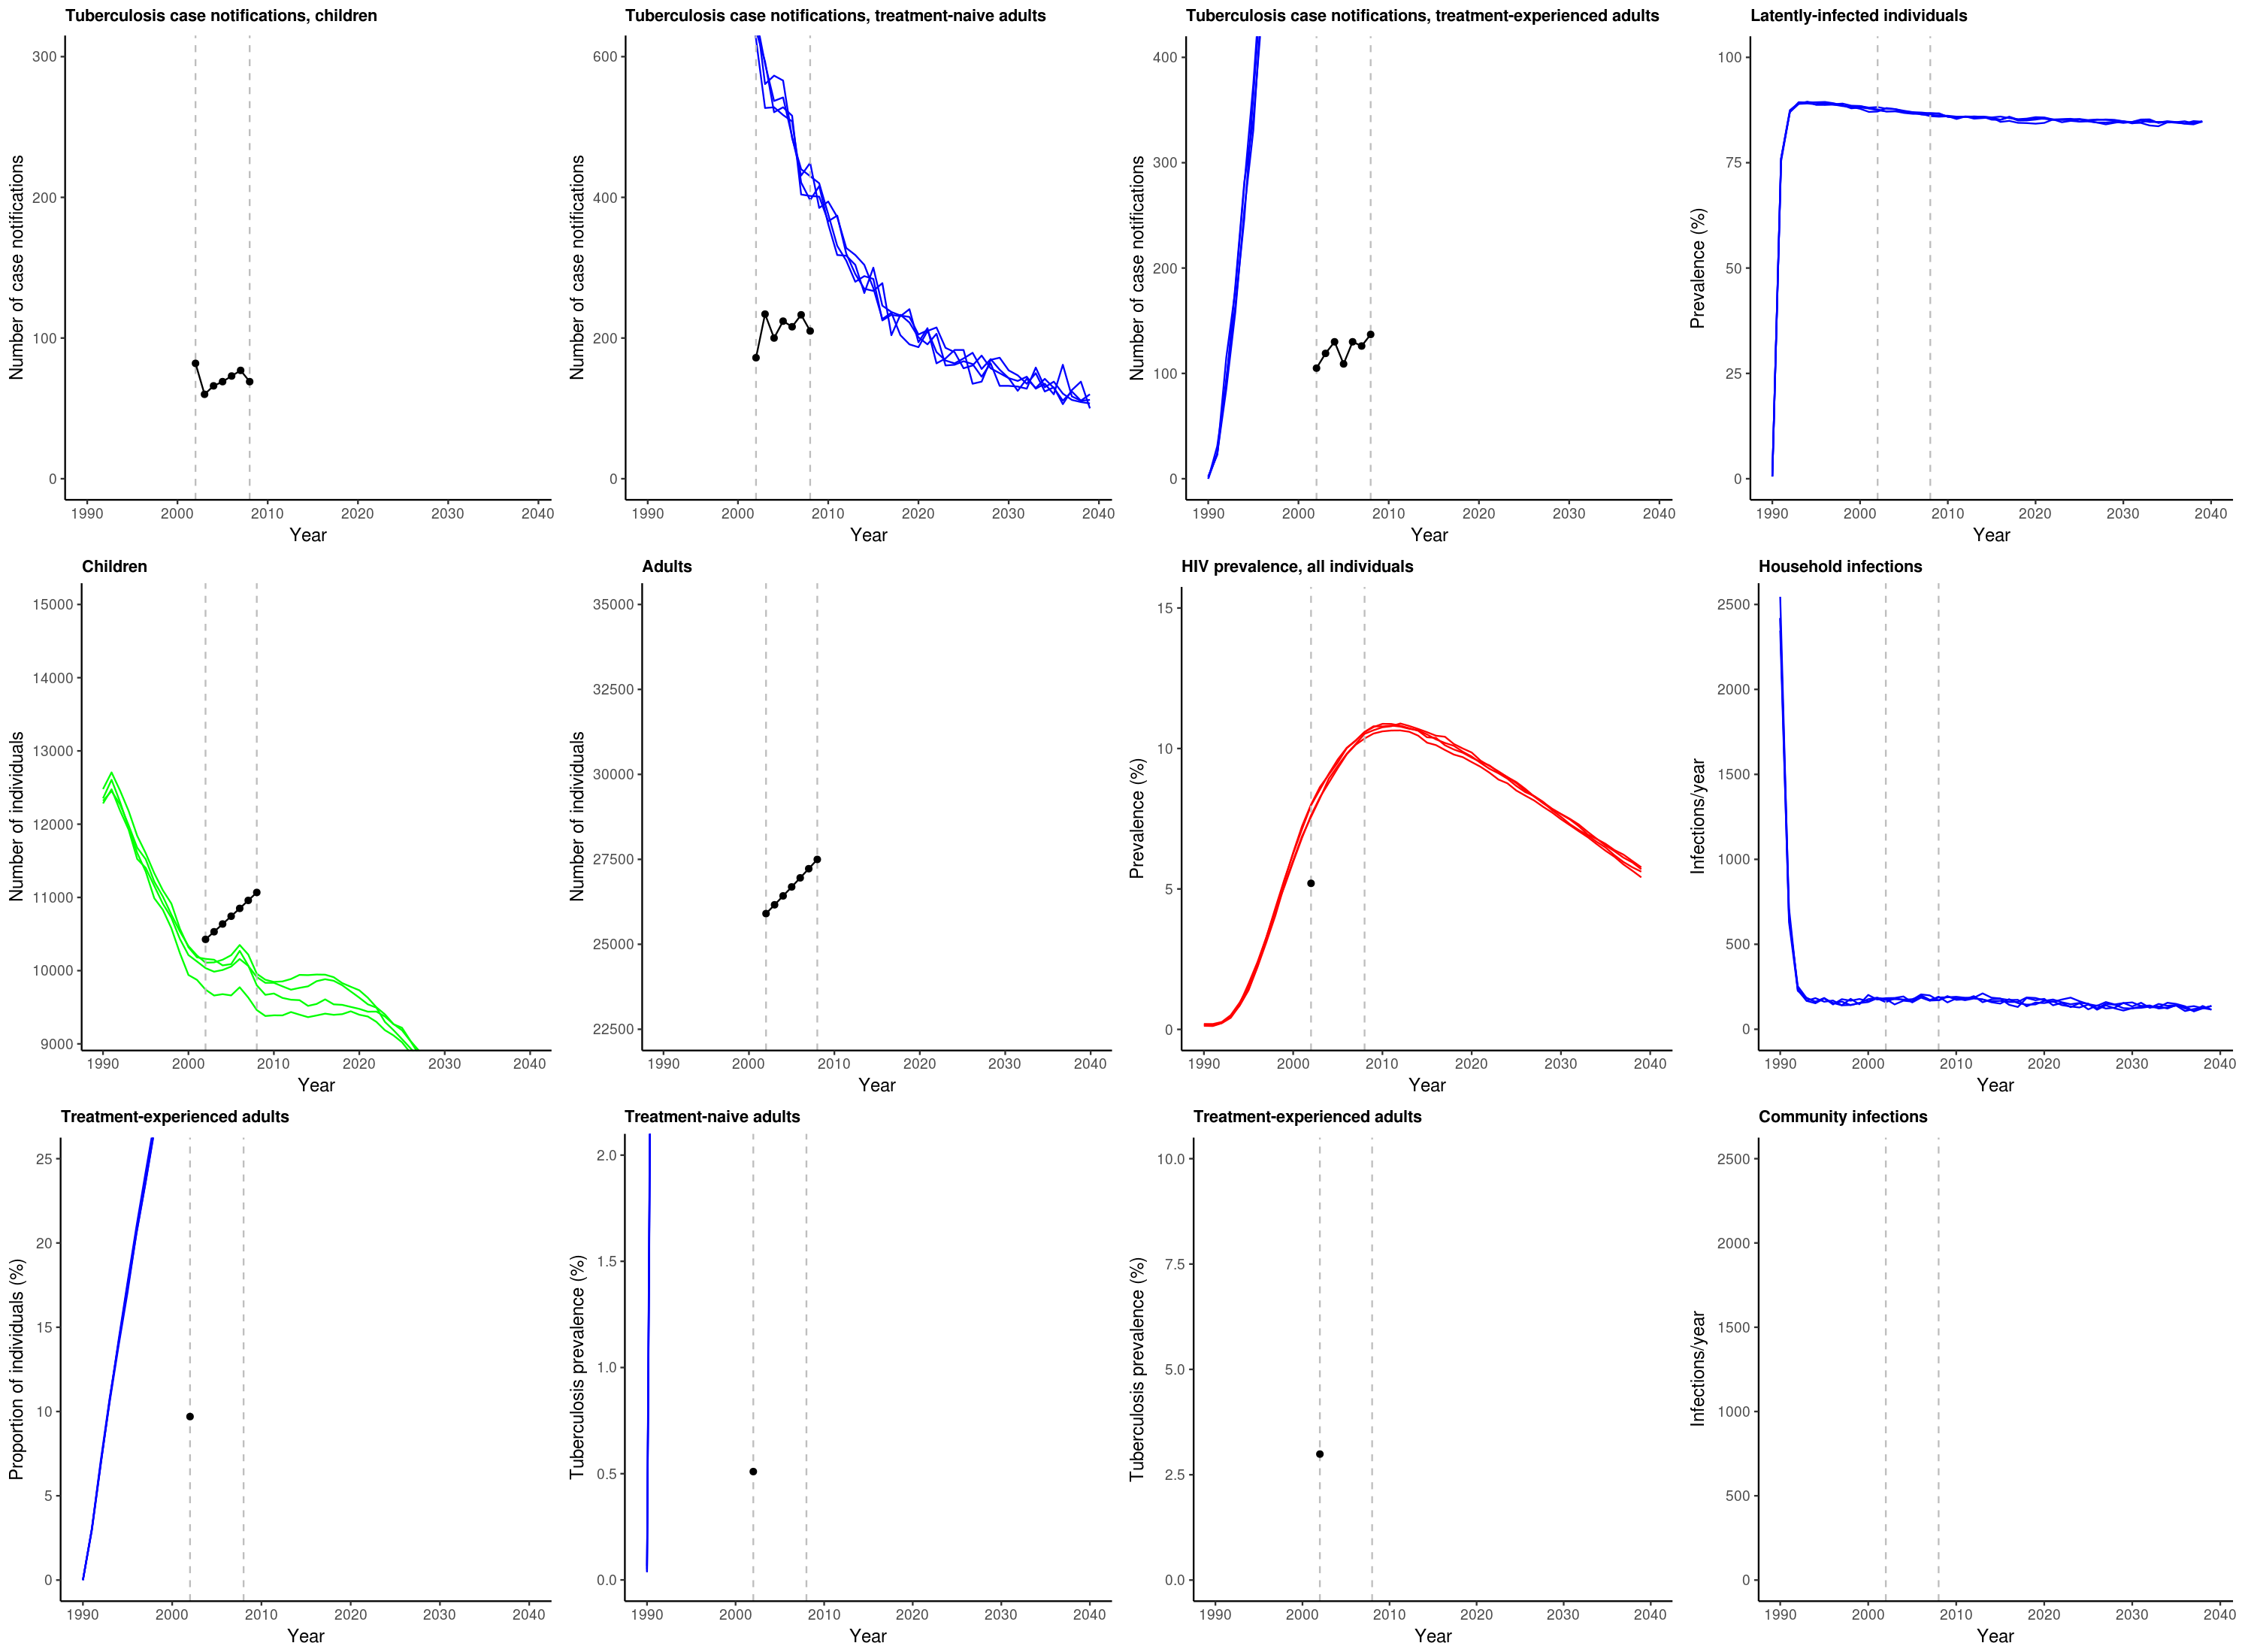 Tuberculosis case notifications, children
Number of case notifications
300
200
100
0
1990 2000 2010 2020 2030 2040
Year
Tuberculosis case notifications, treatment-naive adults
Number of case notifications
600
400
200
0
1990 2000 2010 2020 2030 2040
Year
Tuberculosis case notifications, treatment-experienced adults
Number of case notifications
400
300
200
100
0
1990 2000 2010 2020 2030 2040
Year
Latently-infected individuals
Prevalence (%)
100
75
50
25
0
1990 2000 2010 2020 2030 2040
Year
Children
Number of individuals
15000
14000
13000
12000
11000
10000
9000
1990 2000 2010 2020 2030 2040
Year
Adults
Number of individuals
35000
32500
30000
27500
25000
22500
1990 2000 2010 2020 2030 2040
Year
HIV prevalence, all individuals
Prevalence (%)
15
10
5
0
1990 2000 2010 2020 2030 2040
Year
Household infections
Infections/year
2500
2000
1500
1000
500
0
1990 2000 2010 2020 2030 2040
Year
Treatment-experienced adults
Proportion of individuals (%)
25
20
15
10
5
0
1990 2000 2010 2020 2030 2040
Year
Treatment-naive adults
Tuberculosis prevalence (%)
2.0
1.5
1.0
0.5
0.0
1990 2000 2010 2020 2030 2040
Year
Treatment-experienced adults
Tuberculosis prevalence (%)
10.0
7.5
5.0
2.5
0.0
1990 2000 2010 2020 2030 2040
Year
Community infections
Infections/year
2500
2000
1500
1000
500
0
1990 2000 2010 2020 2030 2040
Year